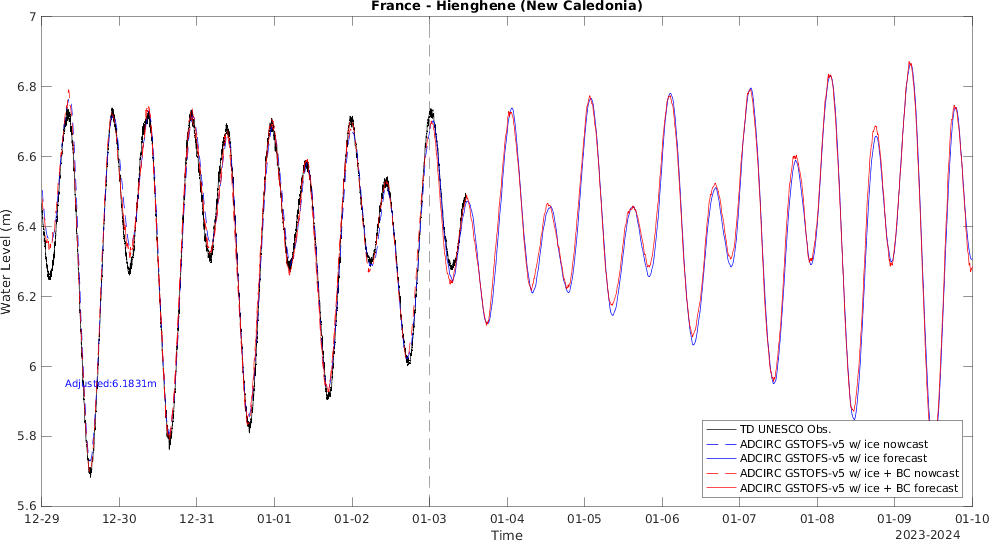 France - Hienghene (New Caledonia)
7
6.8
6.6
6.4
6.2
6
5.8
5.6
Water Level (m)
Adjusted:6.1831m
TD UNESCO Obs.
ADCIRC GSTOFS-v5 w/ ice nowcast
ADCIRC GSTOFS-v5 w/ ice forecast
ADCIRC GSTOFS-v5 w/ ice + BC nowcast
ADCIRC GSTOFS-v5 w/ ice + BC forecast
12-29 12-30 12-31 01-01 01-02 01-03 01-04 01-05 01-06 01-07 01-08 01-09 01-10
Time
2023-2024